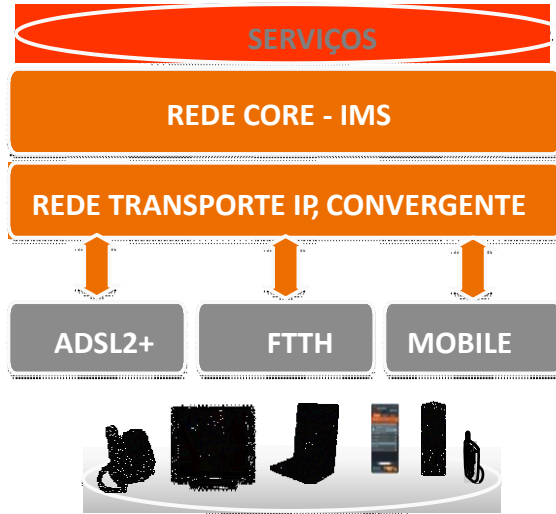 SERVIÇOS
REDE CORE - IMS
REDE TRANSPORTE IP, CONVERGENTE
ADSL2+
FTTH
MOBILE